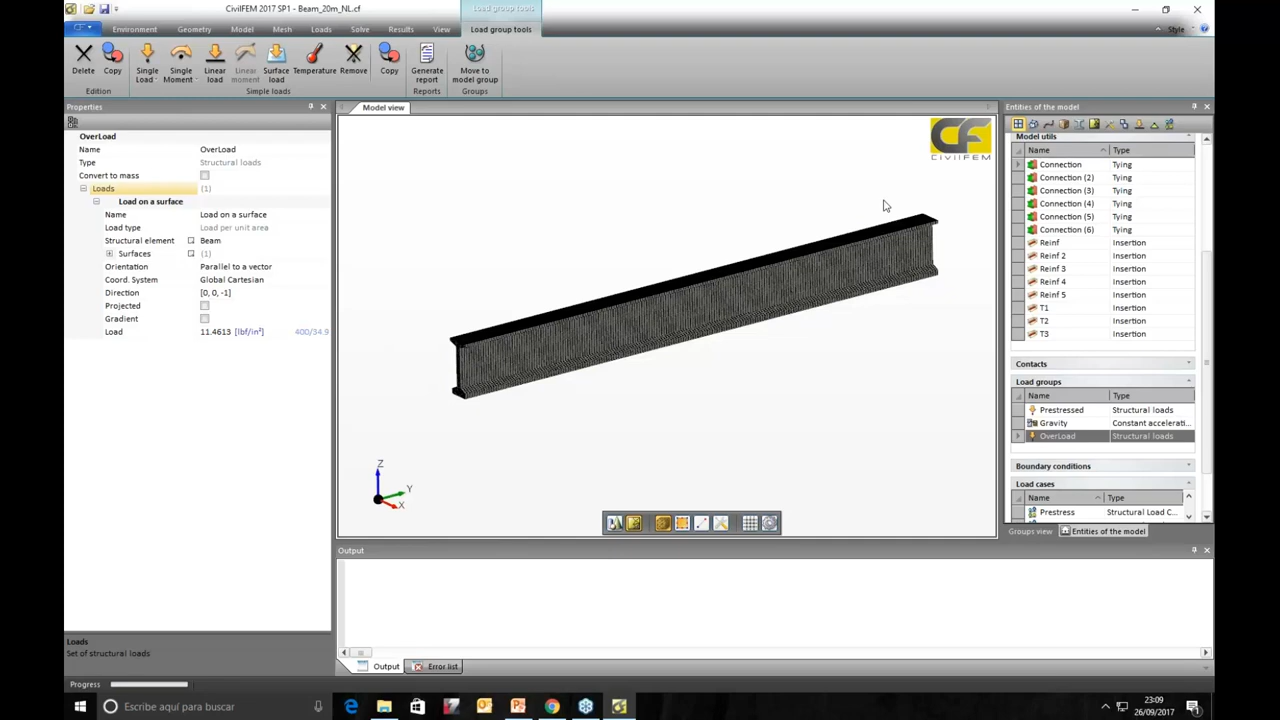 CivilFEM 2017 SP1 - Beam_20m_NL.cf
Load group tools
Environment Geometry Model Mesh Loads Solve Results Report View Load group tools
Style
Delete Copy Single Load Single Moment Linear load Linear moment Surface load Temperature Remove Copy Generate report Move to model group
Edition Simple loads Reports Groups
Properties
OverLoad
Name OverLoad
Type Structural loads
Convert to mass
Loads (1)
Load on a surface
Name Load on a surface
Load type Load per unit area
Structural element Beam
Surfaces (1)
Orientation Parallel to a vector
Coord. System Global Cartesian
Direction [0, 0, -1]
Projected
Gradient
Load 11.4613 [lbf/in²] 400/34.9
Loads
Set of structural loads
Model view
CF
CIVILFEM
Z
Y
X
Entities of the model
Model utils
Name Type
Connection Tying
Connection (2) Tying
Connection (3) Tying
Connection (4) Tying
Connection (5) Tying
Connection (6) Tying
Reinf Insertion
Reinf 2 Insertion
Reinf 3 Insertion
Reinf 4 Insertion
Reinf 5 Insertion
T1 Insertion
T2 Insertion
T3 Insertion
Contacts
Load groups
Name Type
Prestressed Structural loads
Gravity Constant accelerati...
OverLoad Structural loads
Boundary conditions
Load cases
Name Type
Prestress Structural Load C...
Groups view Entities of the model
Output
Output Error list
Progress
Escribe aquí para buscar
23:09
26/09/2017
1